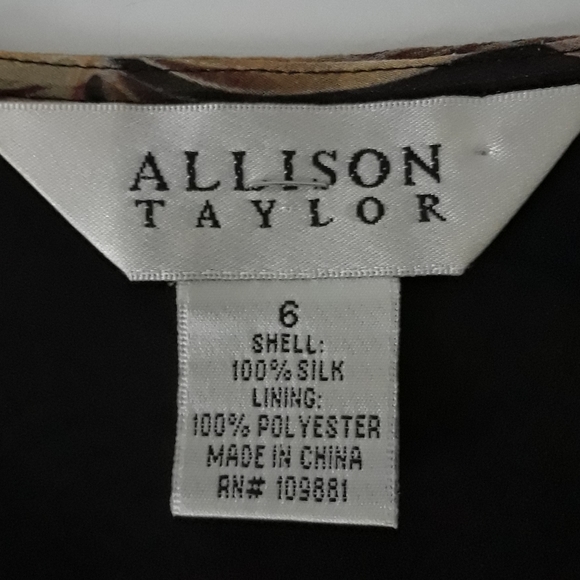 ALLISON
TAYLOR
6
SHELL:
100% SILK
LINING:
100% POLYESTER
MADE IN CHINA
RN# 109881